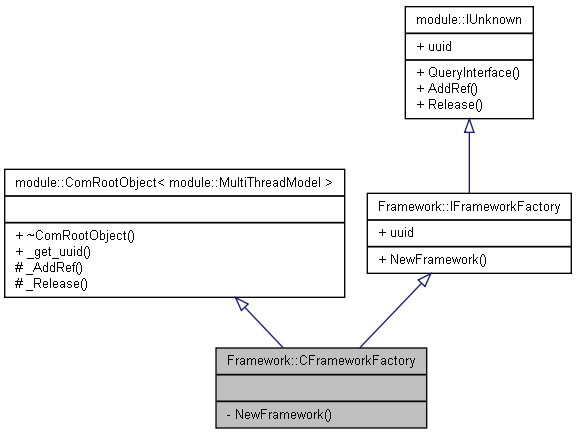 module::IUnknown
+ uuid
+ QueryInterface()
+ AddRef()
+ Release()
module::ComRootObject< module::MultiThreadModel >
+ ~ComRootObject()
+ _get_uuid()
# _AddRef()
# _Release()
Framework::IFrameworkFactory
+ uuid
+ NewFramework()
Framework::CFrameworkFactory
- NewFramework()